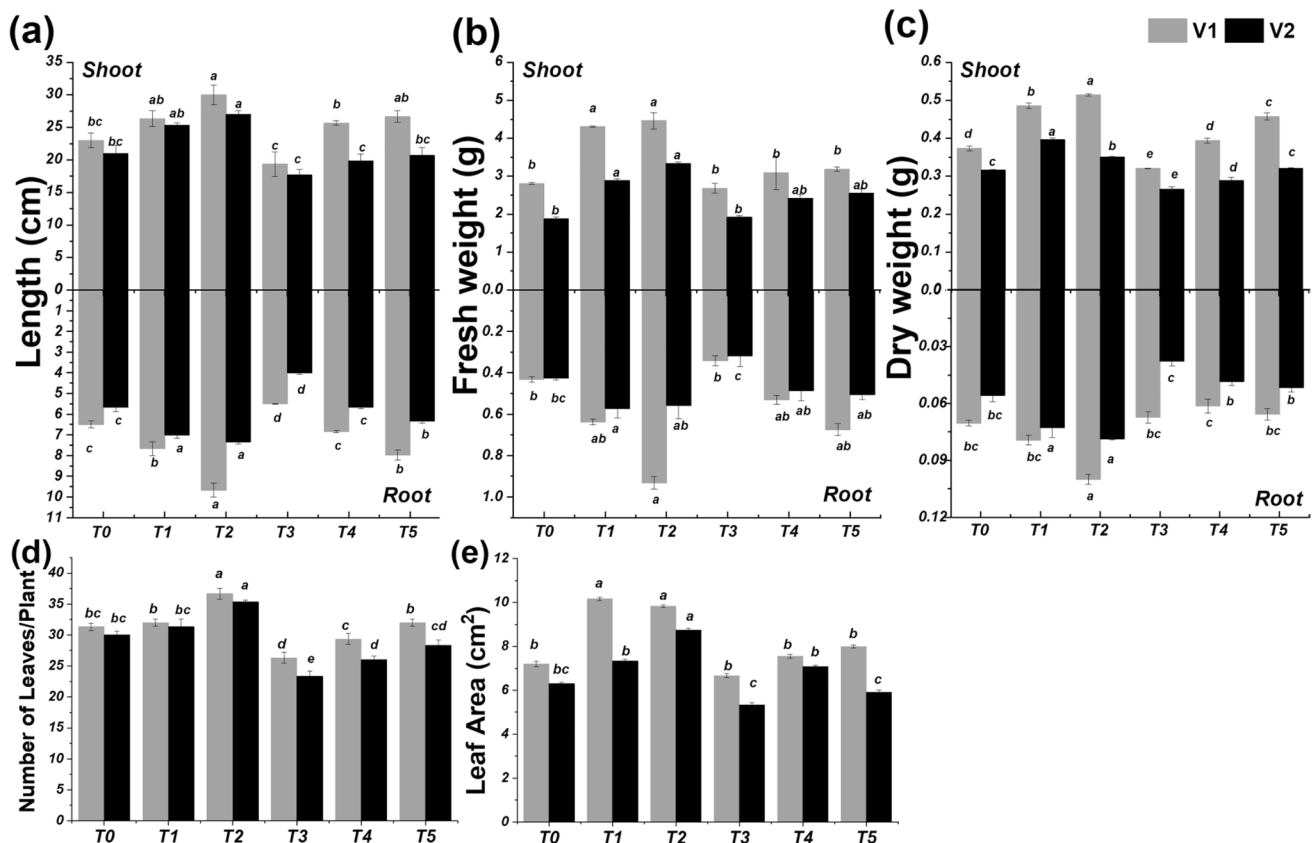 (a)
Length (cm)
35
30
25
20
15
10
5
0
1
2
3
4
5
6
7
8
9
10
11
Shoot
bc bc ab ab a a c c b c ab bc
c c b a a a d d c c b b
Root
T0 T1 T2 T3 T4 T5
(b)
Fresh weight (g)
7.5
6.0
4.5
3.0
1.5
0.0
0.2
0.4
0.6
0.8
1.0
Shoot
b b a a a a b b b ab b ab
b bc ab a a ab b c ab ab ab ab
Root
T0 T1 T2 T3 T4 T5
(c)
V1 V2
Dry weight (g)
0.6
0.5
0.4
0.3
0.2
0.1
0
0.03
0.06
0.09
0.12
Shoot
d c b a a b e e d d c c
bc bc bc a a a bc c c b bc b
Root
T0 T1 T2 T3 T4 T5
(d)
Number of Leaves/Plant
40
35
30
25
20
15
10
5
0
bc bc b bc a a d e c d b cd
T0 T1 T2 T3 T4 T5
(e)
Leaf Area (cm2)
12
10
8
6
4
2
0
b bc a b a a b c b b b c
T0 T1 T2 T3 T4 T5